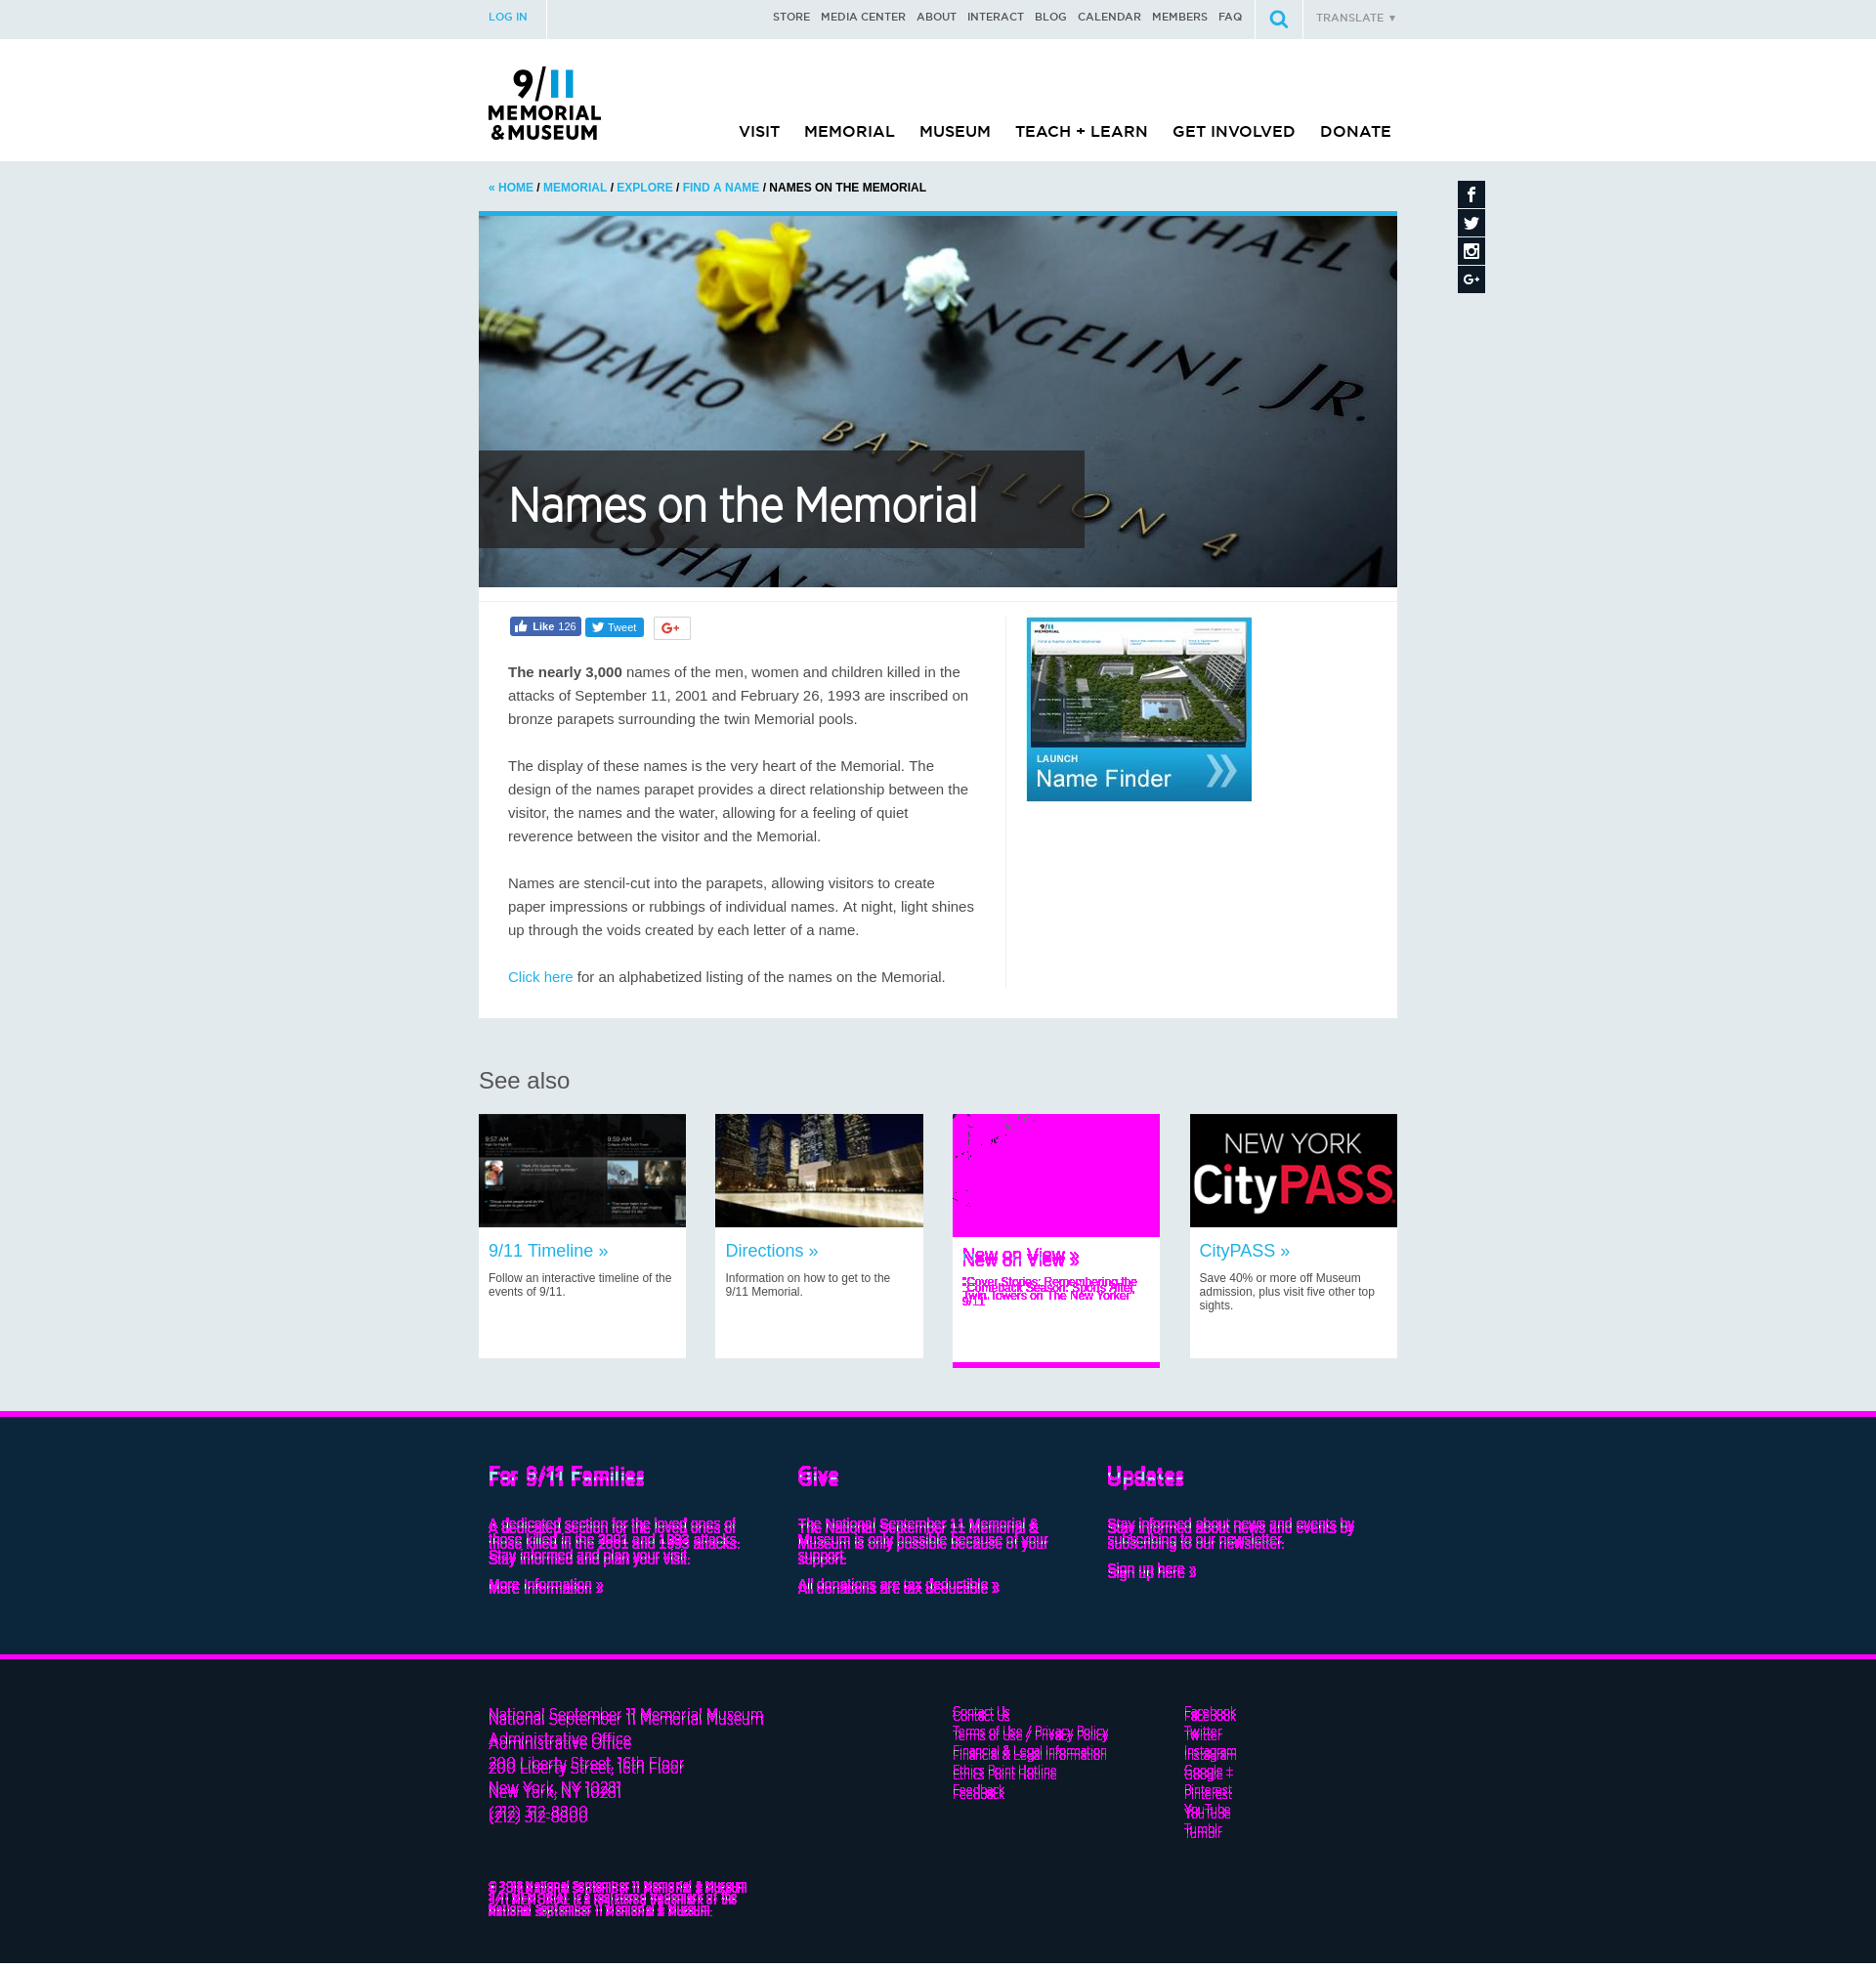 LOG IN
STORE MEDIA CENTER ABOUT INTERACT BLOG CALENDAR MEMBERS FAQ
TRANSLATE ▼
9/11
MEMORIAL
&MUSEUM
VISIT MEMORIAL MUSEUM TEACH + LEARN GET INVOLVED DONATE
« HOME / MEMORIAL / EXPLORE / FIND A NAME / NAMES ON THE MEMORIAL
JOSEPH JOHN ANGELINI, JR.
MICHAEL
DEMEO
BATTALION 4
Names on the Memorial
Like 126
Tweet
G+
The nearly 3,000 names of the men, women and children killed in the
attacks of September 11, 2001 and February 26, 1993 are inscribed on
bronze parapets surrounding the twin Memorial pools.
The display of these names is the very heart of the Memorial. The
design of the names parapet provides a direct relationship between the
visitor, the names and the water, allowing for a feeling of quiet
reverence between the visitor and the Memorial.
Names are stencil-cut into the parapets, allowing visitors to create
paper impressions or rubbings of individual names. At night, light shines
up through the voids created by each letter of a name.
Click here for an alphabetized listing of the names on the Memorial.
LAUNCH
Name Finder
See also
9:57 AM
9:59 AM
NEW YORK
CityPASS
9/11 Timeline »
Follow an interactive timeline of the
events of 9/11.
Directions »
Information on how to get to the
9/11 Memorial.
New on View »
"Cover Stories: Remembering the
Twin Towers on The New Yorker"
"Comeback Season: Sports After
9/11"
CityPASS »
Save 40% or more off Museum
admission, plus visit five other top
sights.
For 9/11 Families
A dedicated section for the loved ones of
those killed in the 2001 and 1993 attacks.
Stay informed and plan your visit.
More Information »
Give
The National September 11 Memorial &
Museum is only possible because of your
support.
All donations are tax deductible »
Updates
Stay informed about news and events by
subscribing to our newsletter.
Sign up here »
National September 11 Memorial Museum
Administrative Office
200 Liberty Street, 16th Floor
New York, NY 10281
(212) 312-8800
Contact Us
Terms of Use / Privacy Policy
Financial & Legal Information
Ethics Point Hotline
Feedback
Facebook
Twitter
Instagram
Google +
Pinterest
YouTube
Tumblr
National September 11 Memorial & Museum
9/11 MEMORIAL is a registered trademark of the
National September 11 Memorial & Museum.